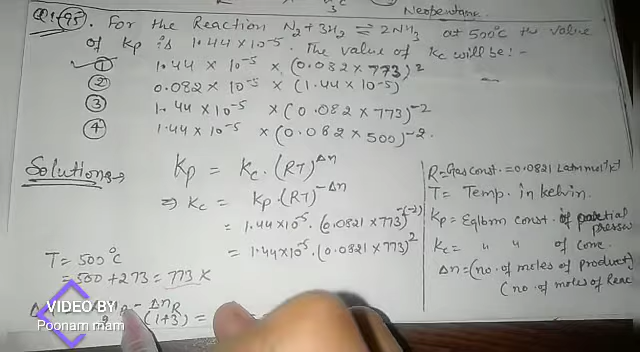 Neopentane
Q195. For the Reaction N2 + 3H2 ⇌ 2NH3 at 500°C the value
of Kp is 1.44 × 10⁻⁵. The value of Kc will be:-
① 1.44 × 10⁻⁵ × (0.082 × 773)²
② 0.082 × 10⁻⁵ × (1.44 × 10⁻⁵)
③ 1.44 × 10⁻⁵ × (0.082 × 773)⁻²
④ 1.44 × 10⁻⁵ × (0.082 × 500)⁻².
Solution
Kp = Kc. (RT)^Δn
⇒ Kc = Kp. (RT)^-Δn
= 1.44×10⁻⁵. (0.0821×773)^-(-2)
= 1.44×10⁻⁵. (0.0821×773)²
T = 500°C
= 500 + 273 = 773 K
(1+3) =
R = Gas const. = 0.0821
T = Temp. in kelvin.
Kp = Eqlbm const. of partial
Kc = " " of conc.
Δn = (no. of moles of product)
(no. of moles of Reac
VIDEO BY
Poonam mam